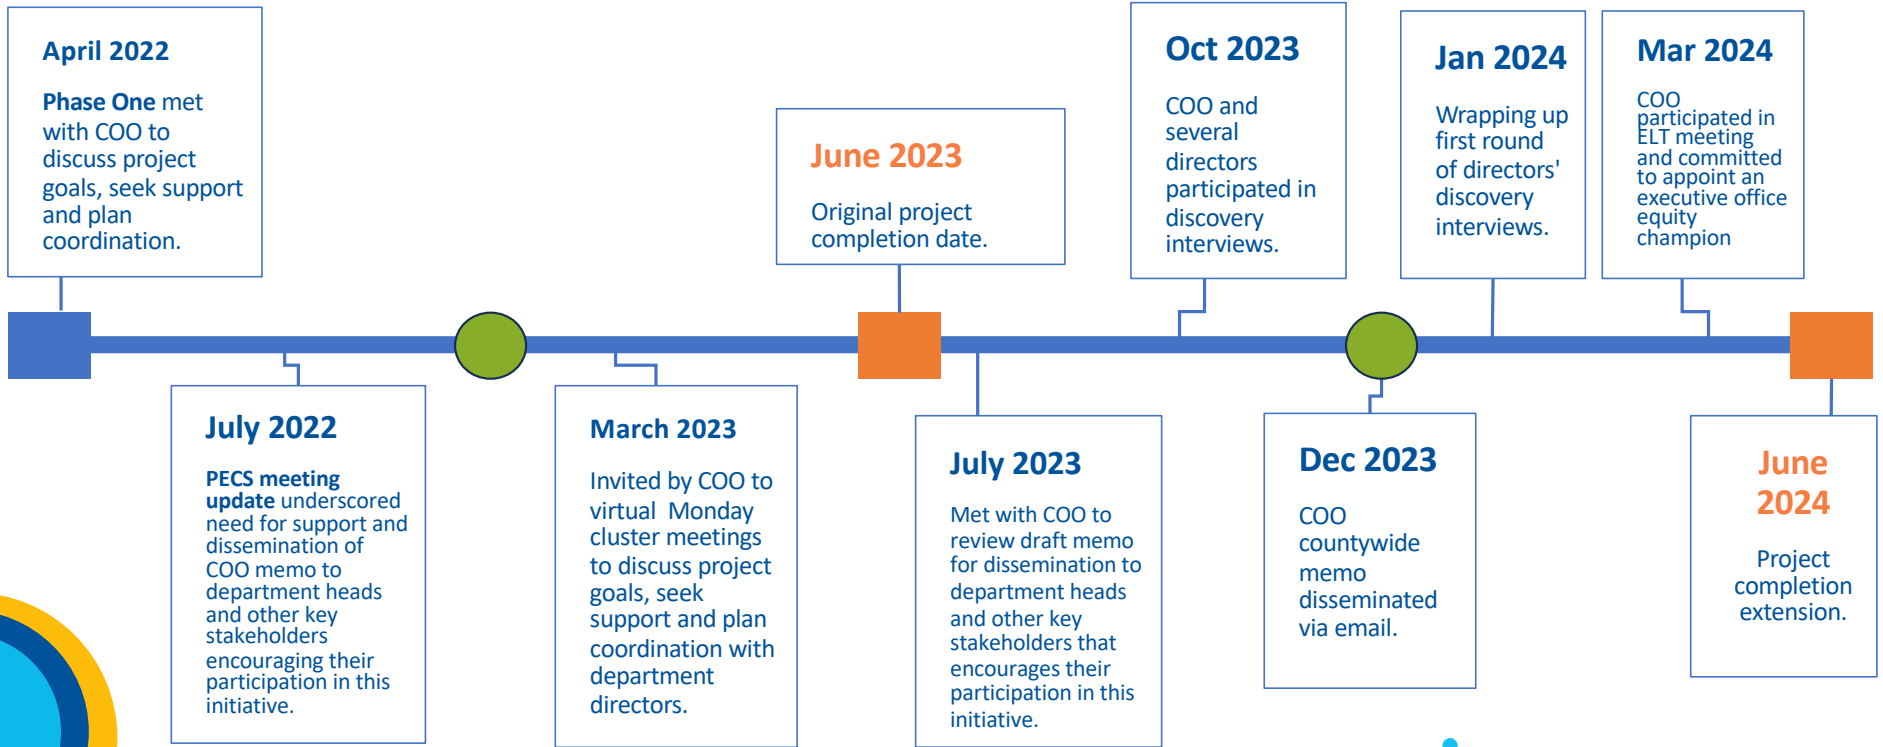 April 2022
Phase One met
with COO to
discuss project
goals, seek support
and plan
coordination.
July 2022
PECS meeting
update underscored
need for support and
dissemination of
COO memo to
department heads
and other key
stakeholders
encouraging their
participation in this
initiative.
March 2023
Invited by COO to
virtual Monday
cluster meetings
to discuss project
goals, seek
support and plan
coordination with
department
directors.
June 2023
Original project
completion date.
July 2023
Met with COO to
review draft memo
for dissemination to
department heads
and other key
stakeholders that
encourages their
participation in this
initiative.
Oct 2023
COO and
several
directors
participated in
discovery
interviews.
Dec 2023
COO
countywide
memo
disseminated
via email.
Jan 2024
Wrapping up
first round
of directors'
discovery
interviews.
Mar 2024
COO
participated in
ELT meeting
and committed
to appoint an
executive office
equity
champion
June
2024
Project
completion
extension.